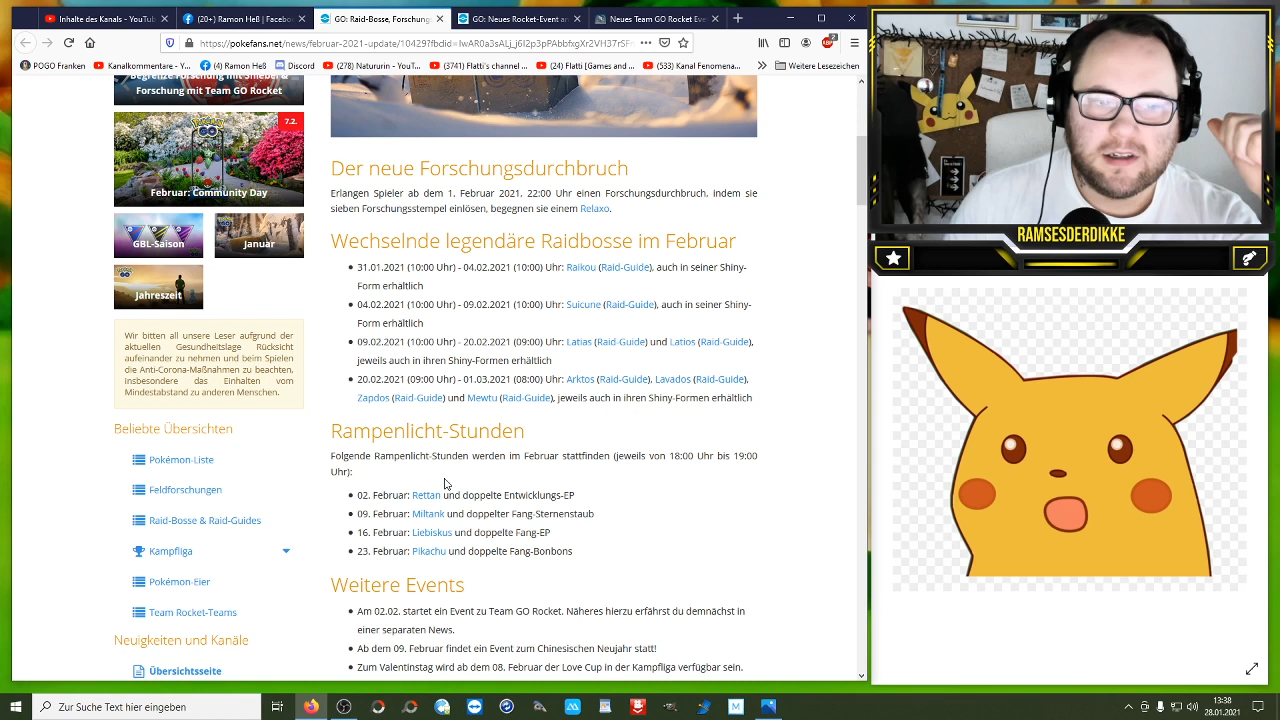 Inhalte des Kanals - YouTube
(20+) Ramon Heß | Facebook
GO: Raid-Bosse, Forschung
GO: Neues Rocket-Event
Neues Team GO Rocket
https://pokefans.net/news/februar-2021-update/10429?fbdid=
2
POGO Franken
Kanalkommentare - Y...
(4) Ramon Heß
Discord
(278) Natururin - YouT...
(3741) Flatti's channel ...
(24) Flatti [Games and ...
(533) Kanal Fenomena...
Weitere Lesezeichen
Begrenzte Forschung mit Shiebel &
Forschung mit Team GO Rocket
7.2.
Februar: Community Day
GBL-Saison
Januar
Jahreszeit
Wir bitten all unsere Leser aufgrund der
aktuellen Gesundheitslage Rücksicht
aufeinander zu nehmen und beim Spielen
die Anti-Corona-Maßnahmen zu beachten,
insbesondere das Einhalten vom
Mindestabstand zu anderen Menschen.
Beliebte Übersichten
Pokémon-Liste
Feldforschungen
Raid-Bosse & Raid-Guides
Kampfliga
Pokémon-Eier
Team Rocket-Teams
Neuigkeiten und Kanäle
Übersichtsseite
Der neue Forschungsdurchbruch
Erlangen Spieler ab dem 1. Februar 2021, 22:00 Uhr einen Forschungsdurchbruch, indem sie
sieben Forschungsstempel einlösen, begegnen sie einem Relaxo.
Wechselnde legendäre Raidbosse im Februar
31.01.2021 (10:00 Uhr) - 04.02.2021 (10:00) Uhr: Raikou (Raid-Guide), auch in seiner Shiny-
Form erhältlich
04.02.2021 (10:00 Uhr) - 09.02.2021 (10:00) Uhr: Suicune (Raid-Guide), auch in seiner Shiny-
Form erhältlich
09.02.2021 (10:00 Uhr) - 20.02.2021 (09:00) Uhr: Latias (Raid-Guide) und Latios (Raid-Guide),
jeweils auch in ihren Shiny-Formen erhältlich
20.02.2021 (09:00 Uhr) - 01.03.2021 (08:00) Uhr: Arktos (Raid-Guide), Lavados (Raid-Guide),
Zapdos (Raid-Guide) und Mewtu (Raid-Guide), jeweils auch in ihren Shiny-Formen erhältlich
Rampenlicht-Stunden
Folgende Rampenlicht-Stunden werden im Februar stattfinden (jeweils von 18:00 Uhr bis 19:00
Uhr):
02. Februar: Rettan und doppelte Entwicklungs-EP
09. Februar: Miltank und doppelter Fang-Sternenstaub
16. Februar: Liebiskus und doppelte Fang-EP
23. Februar: Pikachu und doppelte Fang-Bonbons
Weitere Events
Am 02.02. startet ein Event zu Team GO Rocket. Näheres hierzu erfährst du demnächst in
einer separaten News.
Ab dem 09. Februar findet ein Event zum Chinesischen Neujahr statt!
Zum Valentinstag wird ab dem 08. Februar der Love Cup in der Kampfliga verfügbar sein.
RAMSESDERDIKKE
Zur Suche Text hier eingeben
13:38
28.01.2021